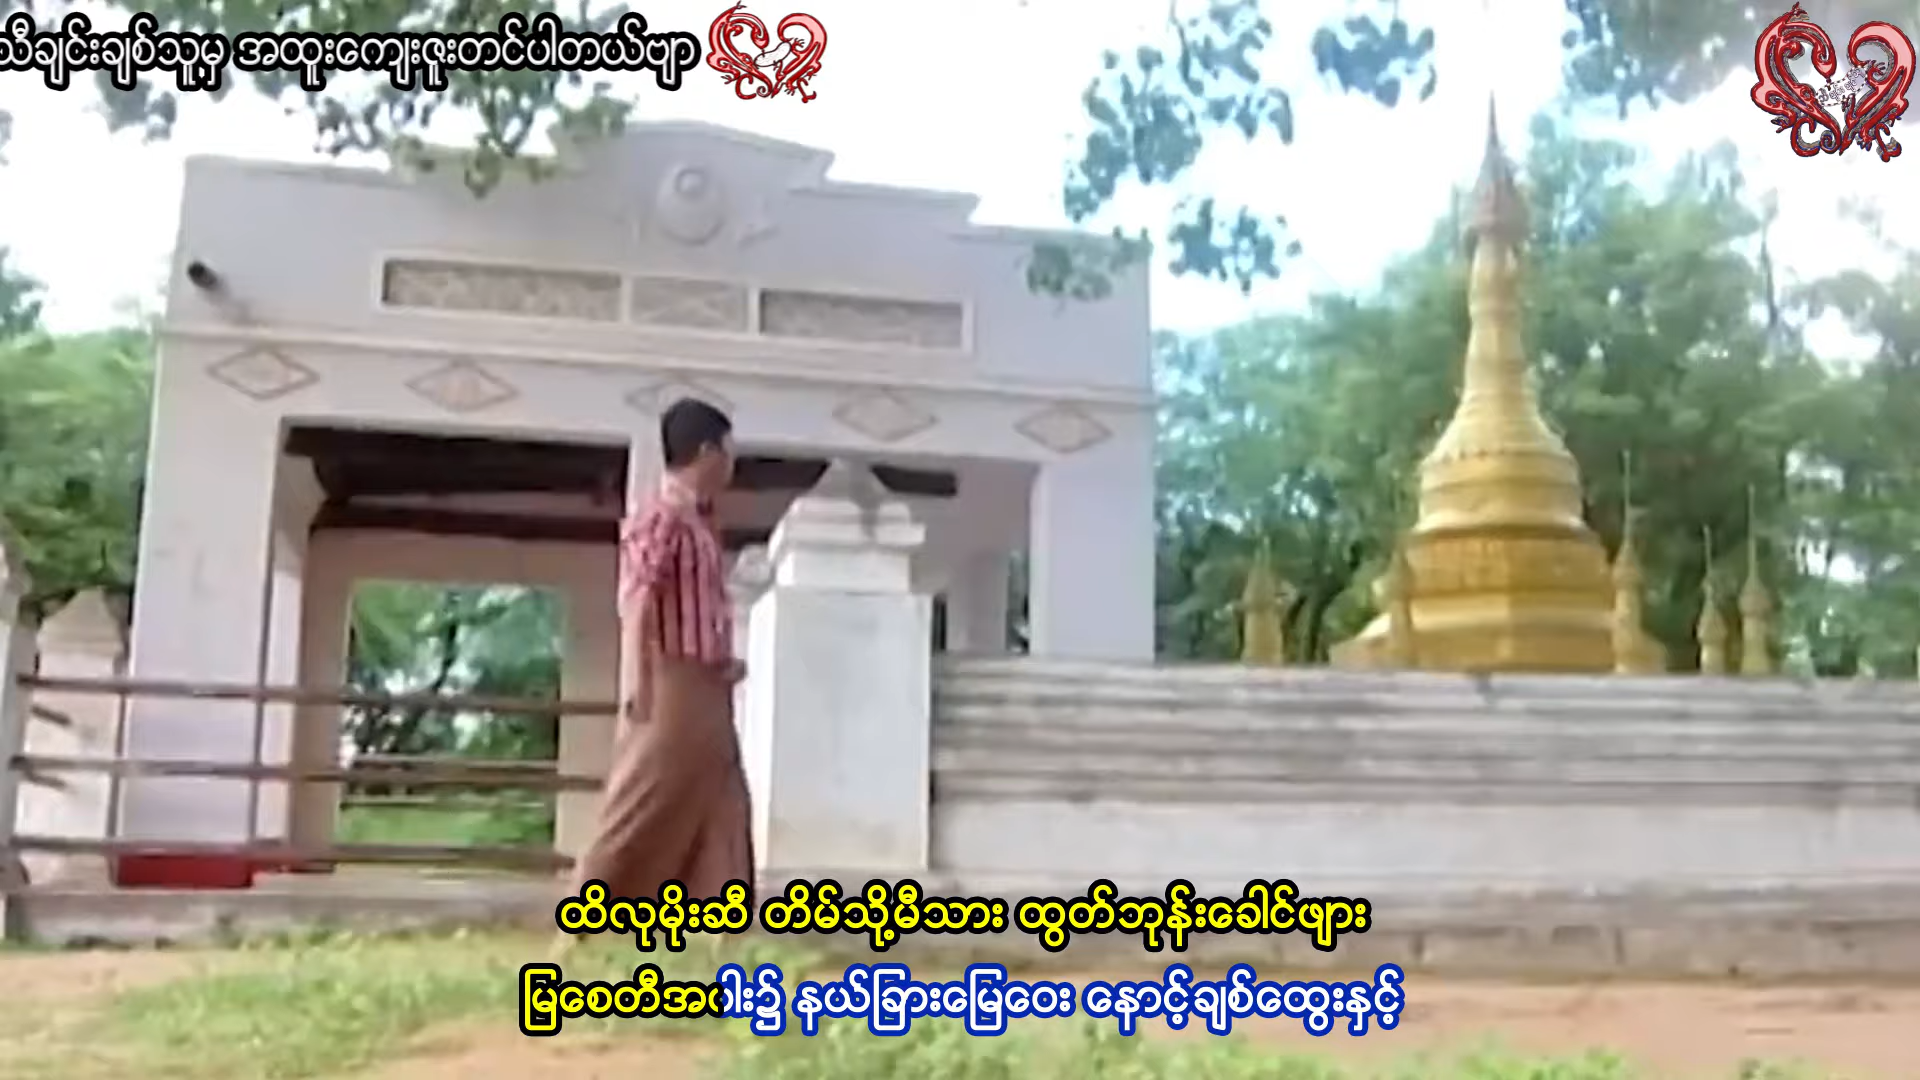 သီချင်းချစ်သူမှ အထူးကျေးဇူးတင်ပါတယ်ဗျာ
ထိလုမိုးဆီ တိမ်သို့မီသား ထွတ်ဘုန်းခေါင်ဖျား
မြစေတီအပါး၌ နယ်ခြားမြေဝေး နှောင့်ချစ်ထွေးနှင့်